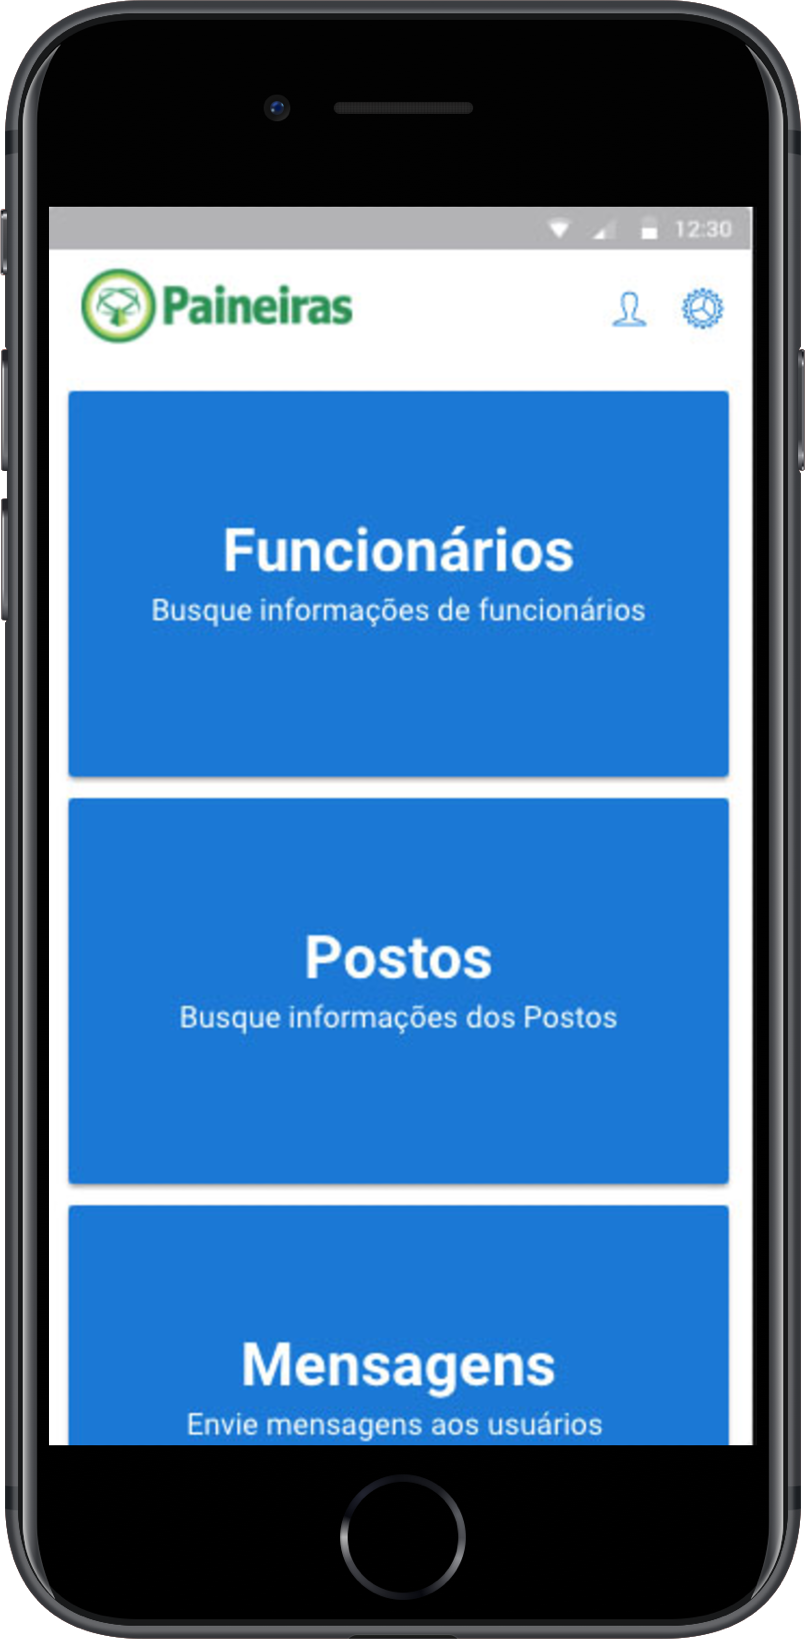 12:30
Paineiras
Funcionários
Busque informações de funcionários
Postos
Busque informações dos Postos
Mensagens
Envie mensagens aos usuários